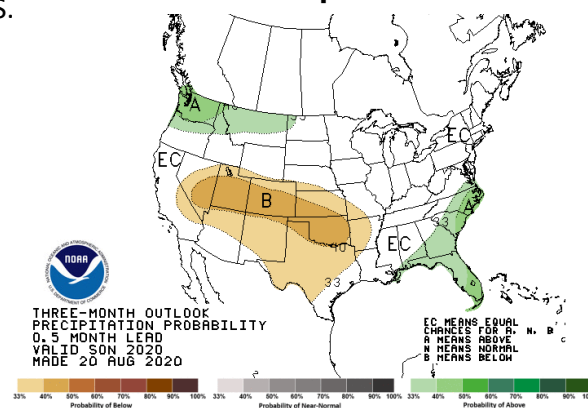 s.
A
EC
EC
B
A
33
EC
40
33
NOAA
THREE-MONTH OUTLOOK
PRECIPITATION PROBABILITY
0.5 MONTH LEAD
VALID SON 2020
MADE 20 AUG 2020
EC MEANS EQUAL
CHANCES FOR A, N, B
A MEANS ABOVE
N MEANS NORMAL
B MEANS BELOW
33% 40% 50% 60% 70% 80% 90% 100% 33% 40% 50% 60% 70% 80% 90% 100% 33% 40% 50% 60% 70% 80% 90%
Probability of Below Probability of Near-Normal Probability of Above